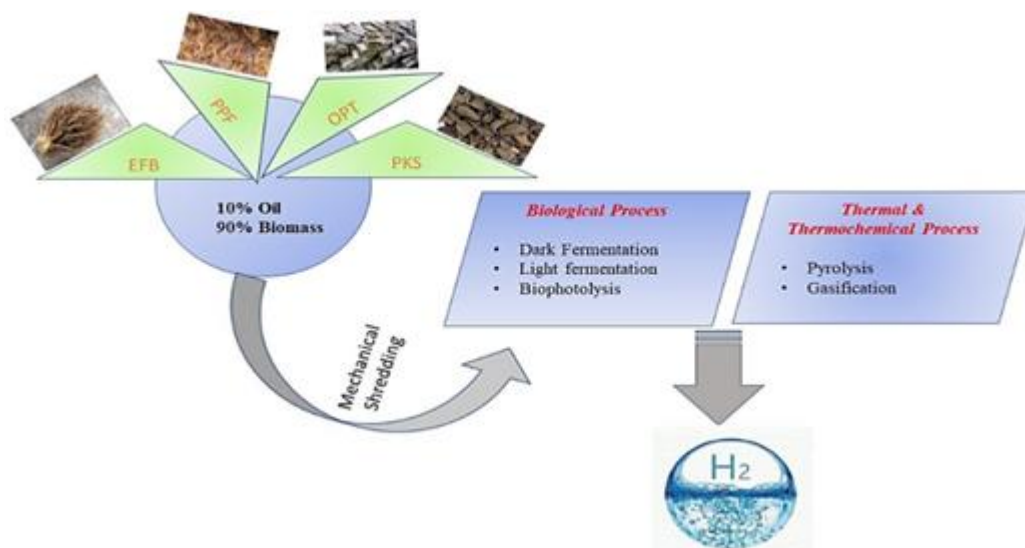 PPF
OPT
EFB
PKS
10% Oil
90% Biomass
Mechanical
Shredding
Biological Process
• Dark Fermentation
• Light fermentation
• Biophotolysis
Thermal &
Thermochemical Process
• Pyrolysis
• Gasification
H2